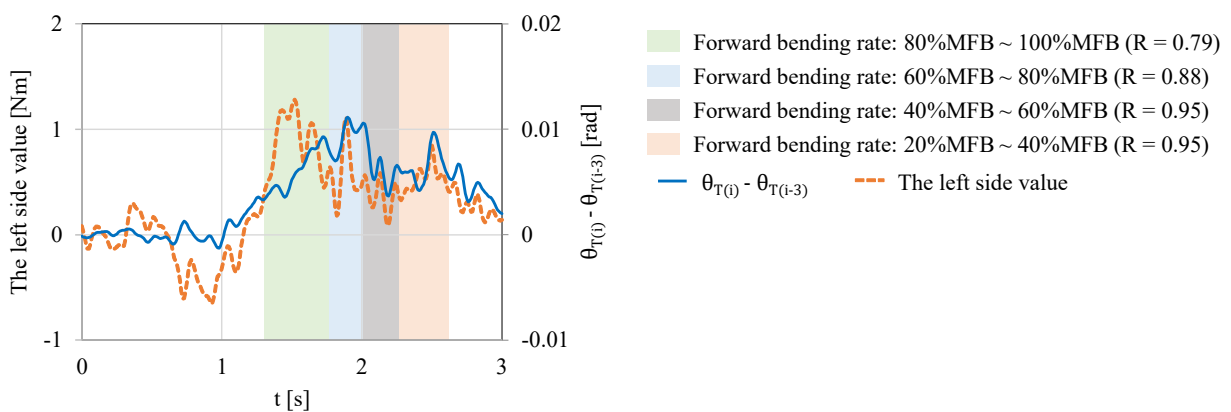 2
1
0
-1
The left side value [Nm]
0.02
0.01
0
-0.01
θT(i) - θT(i-3) [rad]
0
1
2
3
t [s]
Forward bending rate: 80%MFB ~ 100%MFB (R = 0.79)
Forward bending rate: 60%MFB ~ 80%MFB (R = 0.88)
Forward bending rate: 40%MFB ~ 60%MFB (R = 0.95)
Forward bending rate: 20%MFB ~ 40%MFB (R = 0.95)
θT(i) - θT(i-3)
The left side value